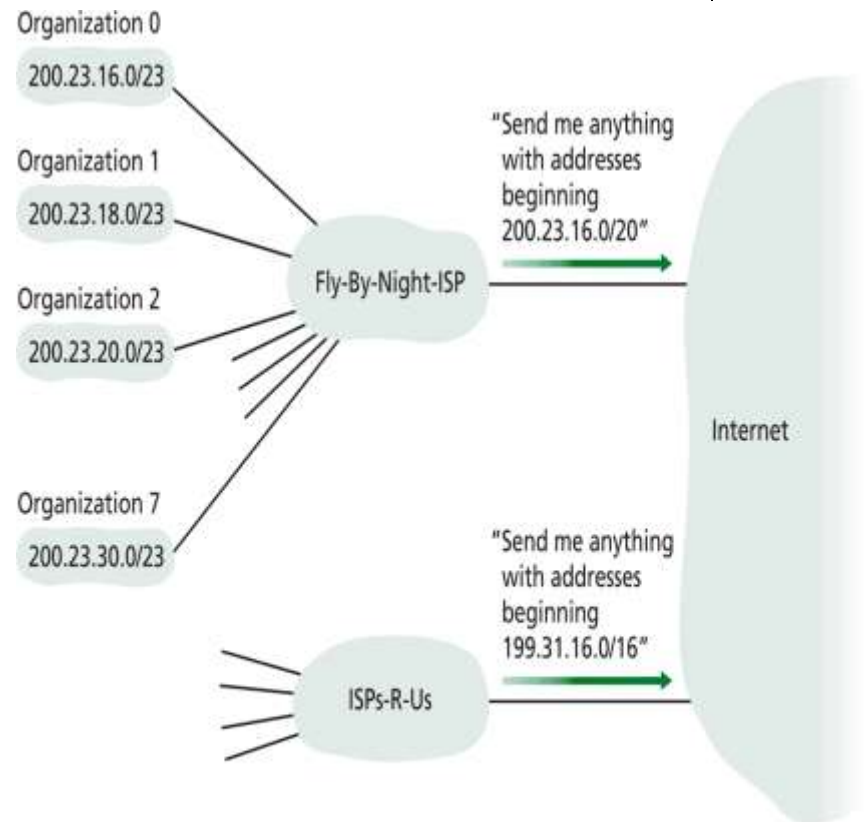 Organization 0
200.23.16.0/23
Organization 1
200.23.18.0/23
Organization 2
200.23.20.0/23
Organization 7
200.23.30.0/23
Fly-By-Night-ISP
"Send me anything
with addresses
beginning
200.23.16.0/20"
Internet
ISPs-R-Us
"Send me anything
with addresses
beginning
199.31.16.0/16"